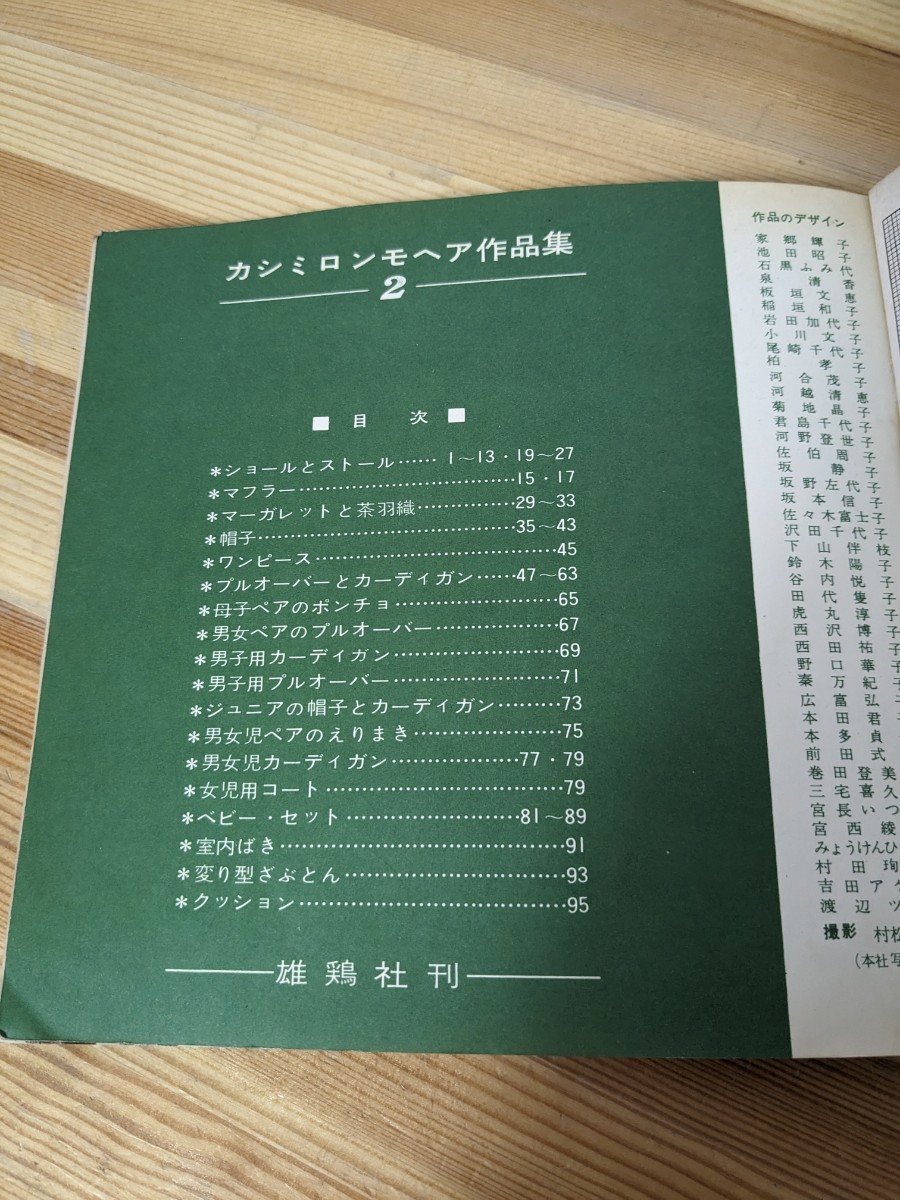 カシミロンモヘア作品集
2
■ 目 次 ■
*ショールとストール…… 1～13・19～27
*マフラー……………………………15・17
*マーガレットと茶羽織……………29～33
*帽子…………………………………35～43
*ワンピース……………………………45
*プルオーバーとカーディガン……47～63
*母子ペアのポンチョ…………………65
*男女ペアのプルオーバー……………67
*男子用カーディガン…………………69
*男子用プルオーバー…………………71
*ジュニアの帽子とカーディガン……73
*男女児ペアのえりまき………………75
*男女児カーディガン……………77・79
*女児用コート…………………………79
*ベビー・セット…………………81～89
*室内ばき………………………………91
*変り型ざぶとん………………………93
*クッション……………………………95
雄鶏社刊
作品のデザイン
家郷輝子
池田昭子
石黒ふみ代
泉清香
板垣文恵
稲垣和子
岩田加代子
小川文子
尾崎千代子
柏孝子
河合茂子
河越清恵
菊地晶子
君島千代子
河野登世子
佐伯周子
坂静子
坂野左代子
坂本信子
佐々木富士子
沢田千代子
下山伴枝
鈴木陽子
谷内悦子
田代隻子
虎丸淳子
西沢博子
西田祐子
野口華子
秦万紀子
広富弘子
本田君子
本多貞
前田式
巻田登美
三宅喜久
宮長いつ
宮西綾
みょうけんひ
村田珣
吉田アケ
渡辺ツ
撮影 村松
（本社写